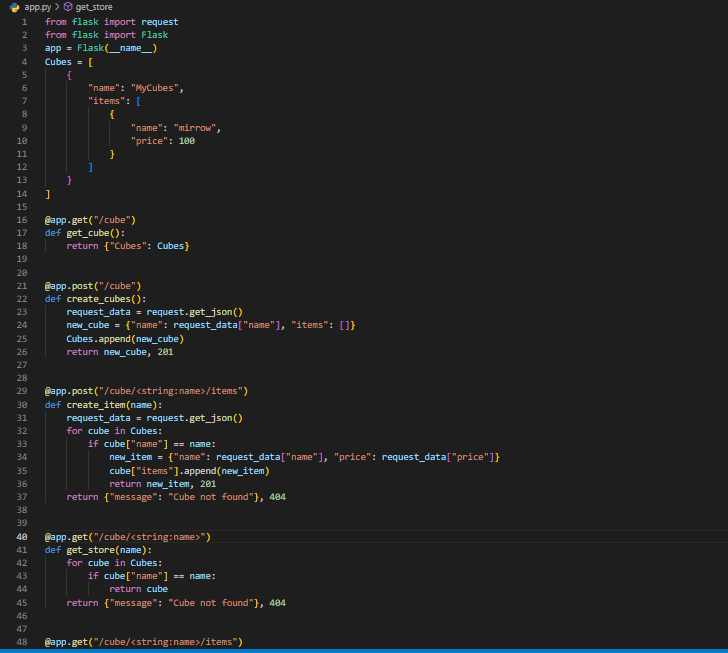 app.py > get_store
1 from flask import request
2 from flask import Flask
3 app = Flask(__name__)
4 Cubes = [
5     {
6         "name": "MyCubes",
7         "items": [
8             {
9                 "name": "mirrow",
10                 "price": 100
11             }
12         ]
13     }
14 ]
15
16 @app.get("/cube")
17 def get_cube():
18     return {"Cubes": Cubes}
19
20
21 @app.post("/cube")
22 def create_cubes():
23     request_data = request.get_json()
24     new_cube = {"name": request_data["name"], "items": []}
25     Cubes.append(new_cube)
26     return new_cube, 201
27
28
29 @app.post("/cube/<string:name>/items")
30 def create_item(name):
31     request_data = request.get_json()
32     for cube in Cubes:
33         if cube["name"] == name:
34             new_item = {"name": request_data["name"], "price": request_data["price"]}
35             cube["items"].append(new_item)
36             return new_item, 201
37     return {"message": "Cube not found"}, 404
38
39
40 @app.get("/cube/<string:name>")
41 def get_store(name):
42     for cube in Cubes:
43         if cube["name"] == name:
44             return cube
45     return {"message": "Cube not found"}, 404
46
47
48 @app.get("/cube/<string:name>/items")